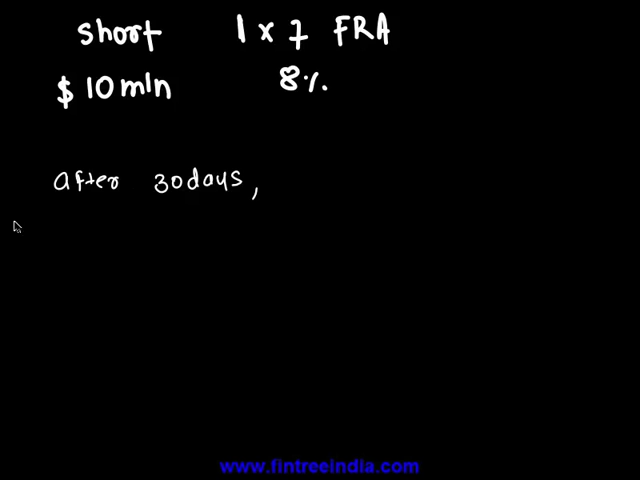 short 1 x 7 FRA
$ 10 mln 8%
after 30 days,
www.fintreeindia.com